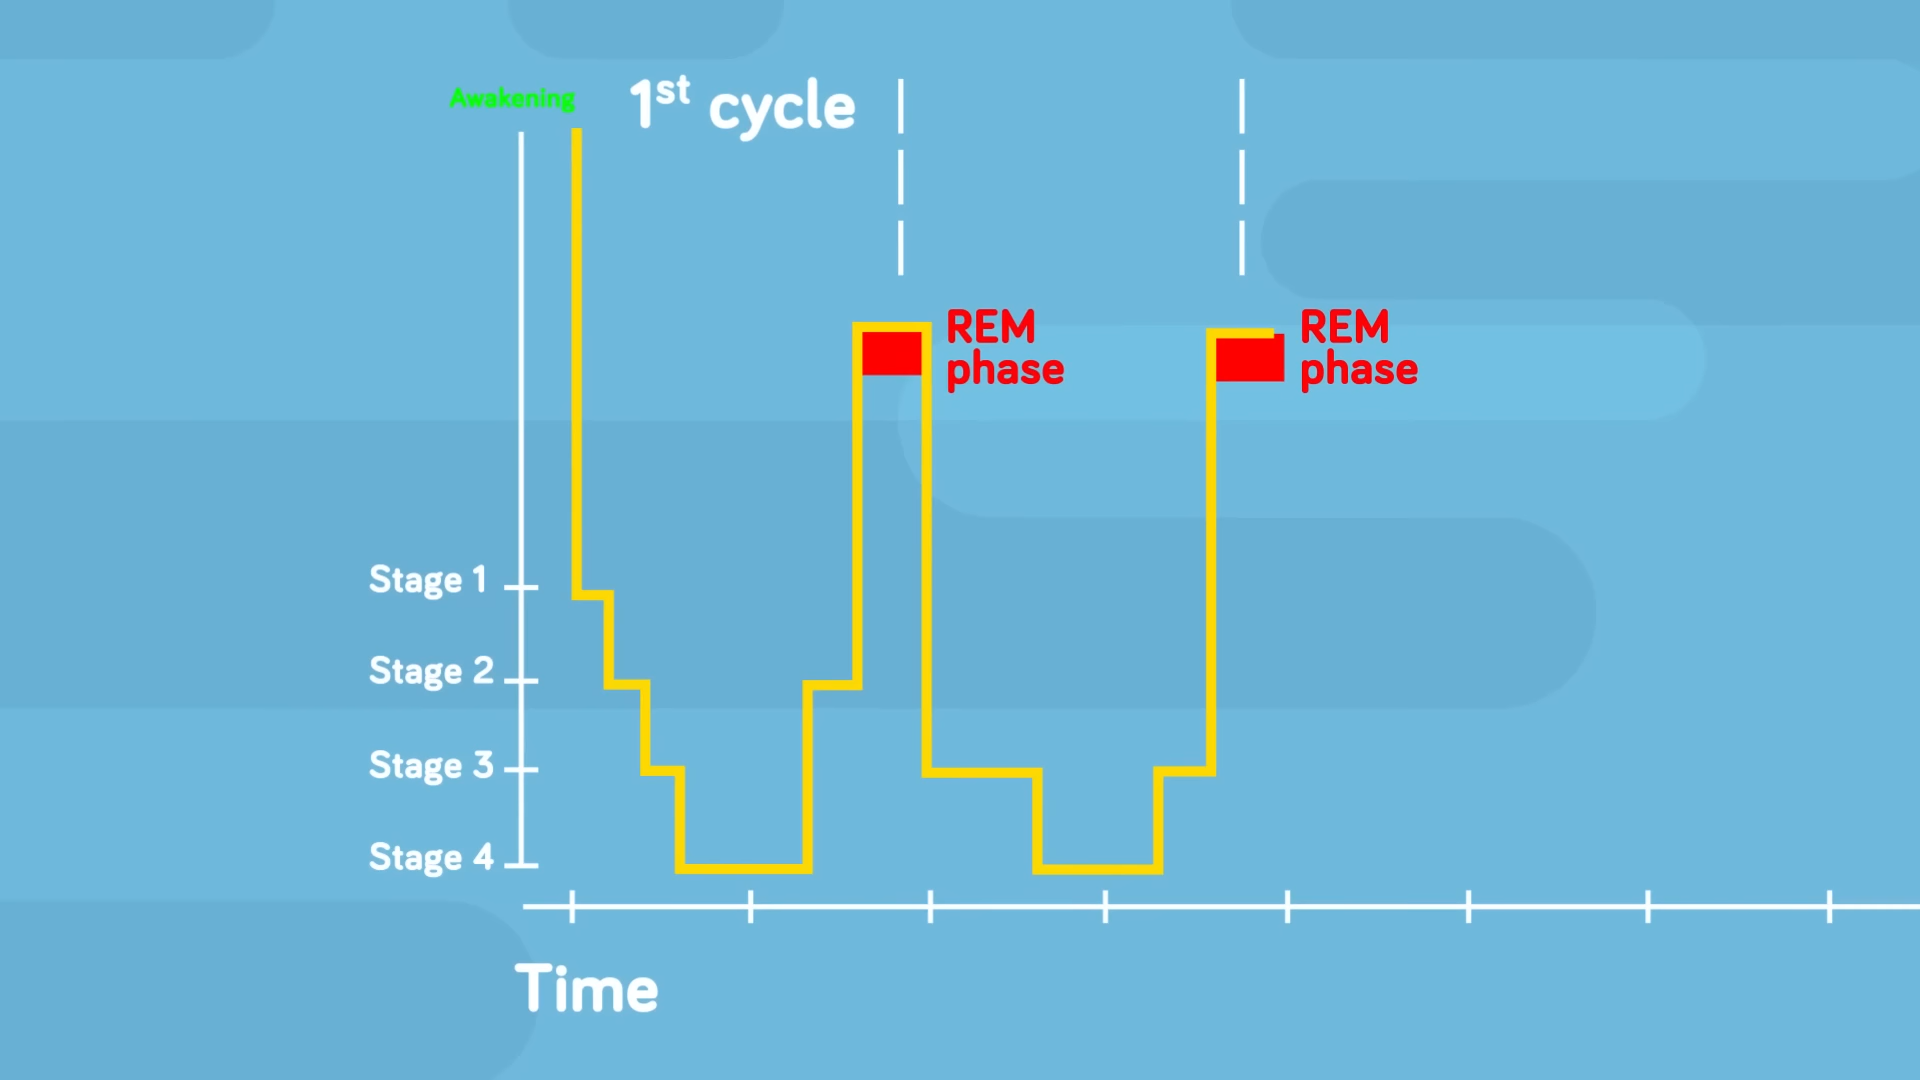 Awakening
1st cycle
REM
phase
REM
phase
Stage 1
Stage 2
Stage 3
Stage 4
Time